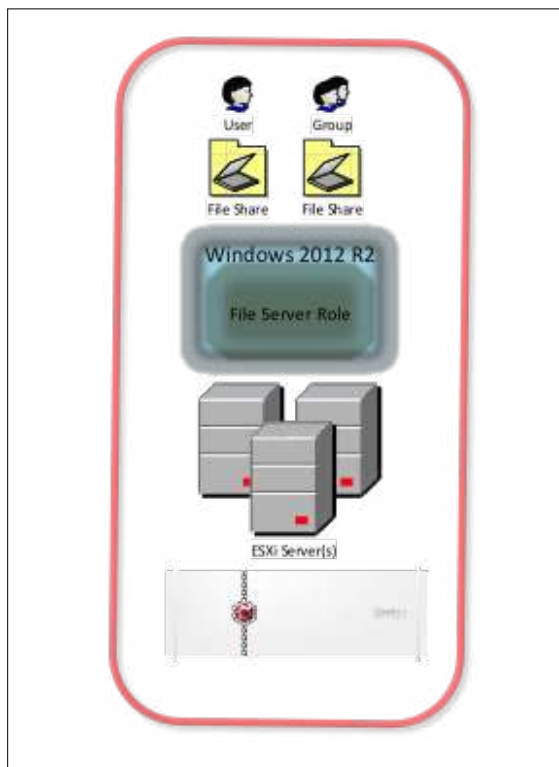 User Group
File Share File Share
Windows 2012 R2
File Server Role
ESXi Server(s)